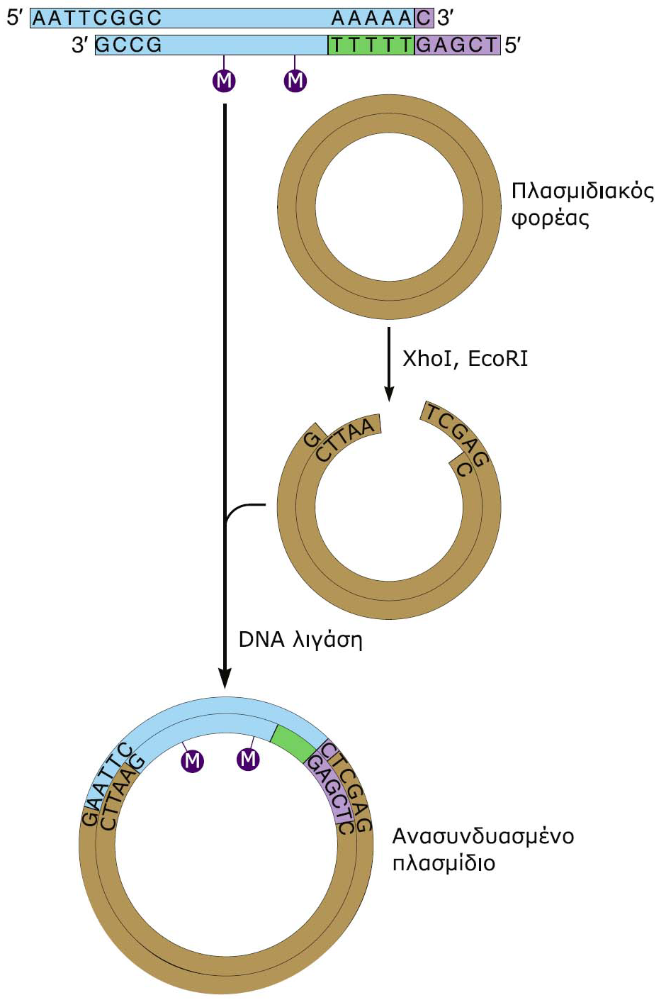 5′ AATTCGGC AAAAAC 3′
3′ GCCG TTTTTGAGCT 5′
M M
Πλασμιδιακός
φορέας
XhoI, EcoRI
G
CTTAA
TCGAG
C
DNA λιγάση
GAATTC
CTTAAG
M M
CTCGAG
GAGCTC
Ανασυνδυασμένο
πλασμίδιο